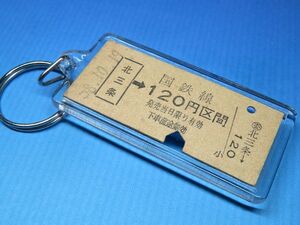 北三条
国鉄線
→120円区間
発売当日限り有効
下車前途無効
北三条→
120
小